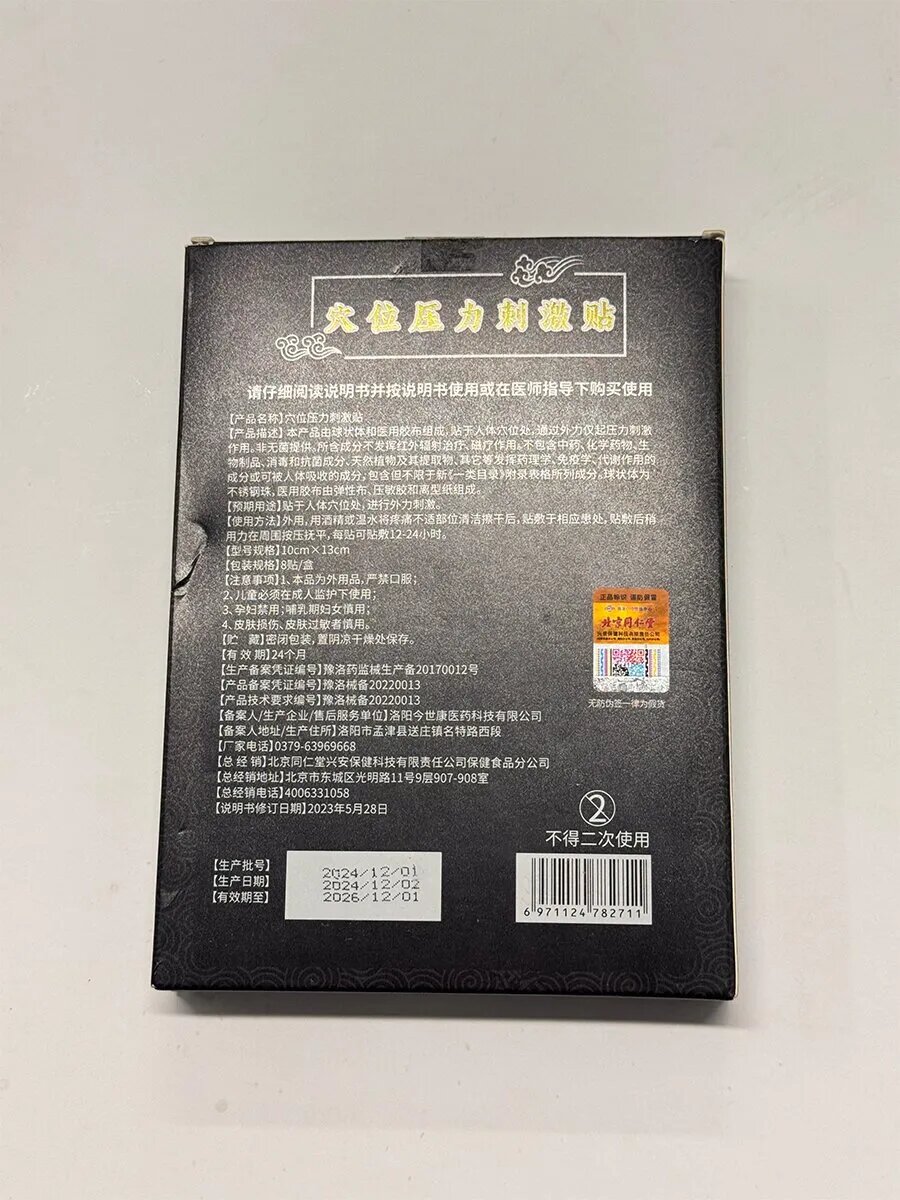 穴位压力刺激贴
请仔细阅读说明书并按说明书使用或在医师指导下购买使用
【产品名称】穴位压力刺激贴
【产品描述】本产品由球状体和医用胶布组成，贴于人体穴位处，通过外力仅起压力刺激
作用。非无菌提供，所含成分不发挥红外辐射治疗、磁疗作用。不包含中药、化学药物、生
物制品、消毒和抗菌成分、天然植物及其提取物、其它等发挥药理学、免疫学、代谢作用的
成分或可被人体吸收的成分，包含但不限于新《一类目录》附录表格所列成分。球状体为
不锈钢珠，医用胶布由弹性布、压敏胶和离型纸组成。
【预期用途】贴于人体穴位处，进行外力刺激。
【使用方法】外用，用酒精或温水将疼痛不适部位清洁擦干后，贴敷于相应患处，贴敷后稍
用力在周围按压抚平，每贴可贴敷12-24小时。
【型号规格】10cm×13cm
【包装规格】8贴/盒
【注意事项】1、本品为外用品，严禁口服；
2、儿童必须在成人监护下使用；
3、孕妇禁用；哺乳期妇女慎用；
4、皮肤损伤、皮肤过敏者慎用。
【贮 藏】密闭包装，置阴凉干燥处保存。
【有 效 期】24个月
【生产备案凭证编号】豫洛药监械生产备20170012号
【产品备案凭证编号】豫洛械备20220013
【产品技术要求编号】豫洛械备20220013
【备案人/生产企业/售后服务单位】洛阳今世康医药科技有限公司
【备案人地址/生产住所】洛阳市孟津县送庄镇名特路西段
【厂家电话】0379-63969668
【总 经 销】北京同仁堂兴安保健科技有限责任公司保健食品分公司
【总经销地址】北京市东城区光明路11号9层907-908室
【总经销电话】4006331058
【说明书修订日期】2023年5月28日
正品标识 谨防假冒
北京同仁堂
兴安保健科技有限责任公司
无防伪签一律为假货
②
不得二次使用
【生产批号】 2024/12/01
【生产日期】 2024/12/02
【有效期至】 2026/12/01
6 971124 782711